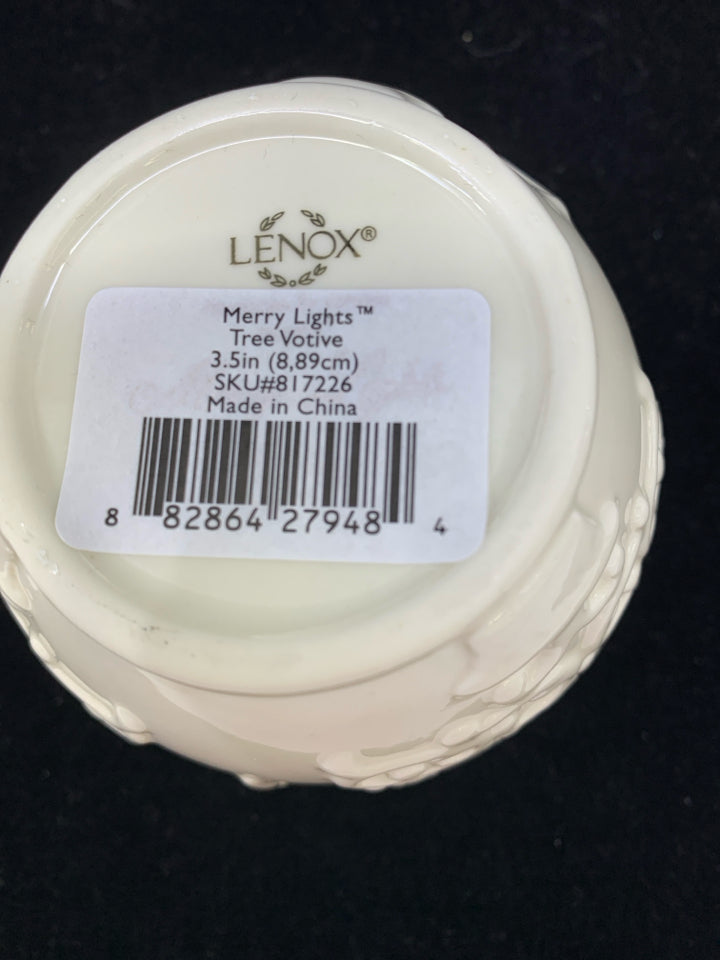 LENOX®
Merry Lights™
Tree Votive
3.5in (8,89cm)
SKU#817226
Made in China
8 82864 27948 4